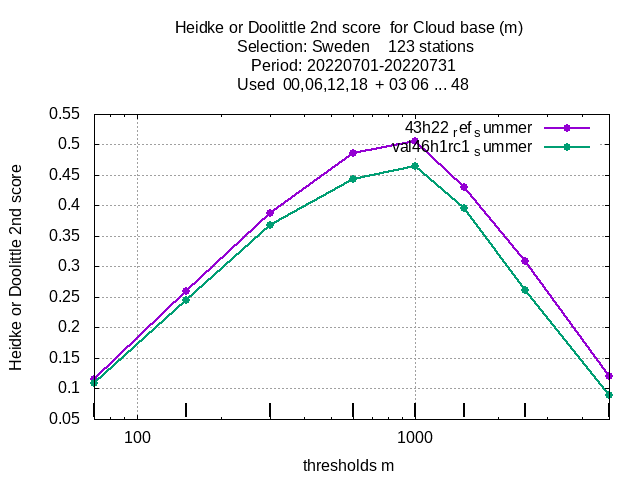 Heidke or Doolittle 2nd score  for Cloud base (m)
Selection: Sweden    123 stations
Period: 20220701-20220731
Used  00,06,12,18  + 03 06 ... 48
43h22 r ef s ummer
val46h1rc1 s ummer
0.55
0.5
0.45
0.4
0.35
0.3
0.25
0.2
0.15
0.1
0.05
Heidke or Doolittle 2nd score
100
1000
thresholds m